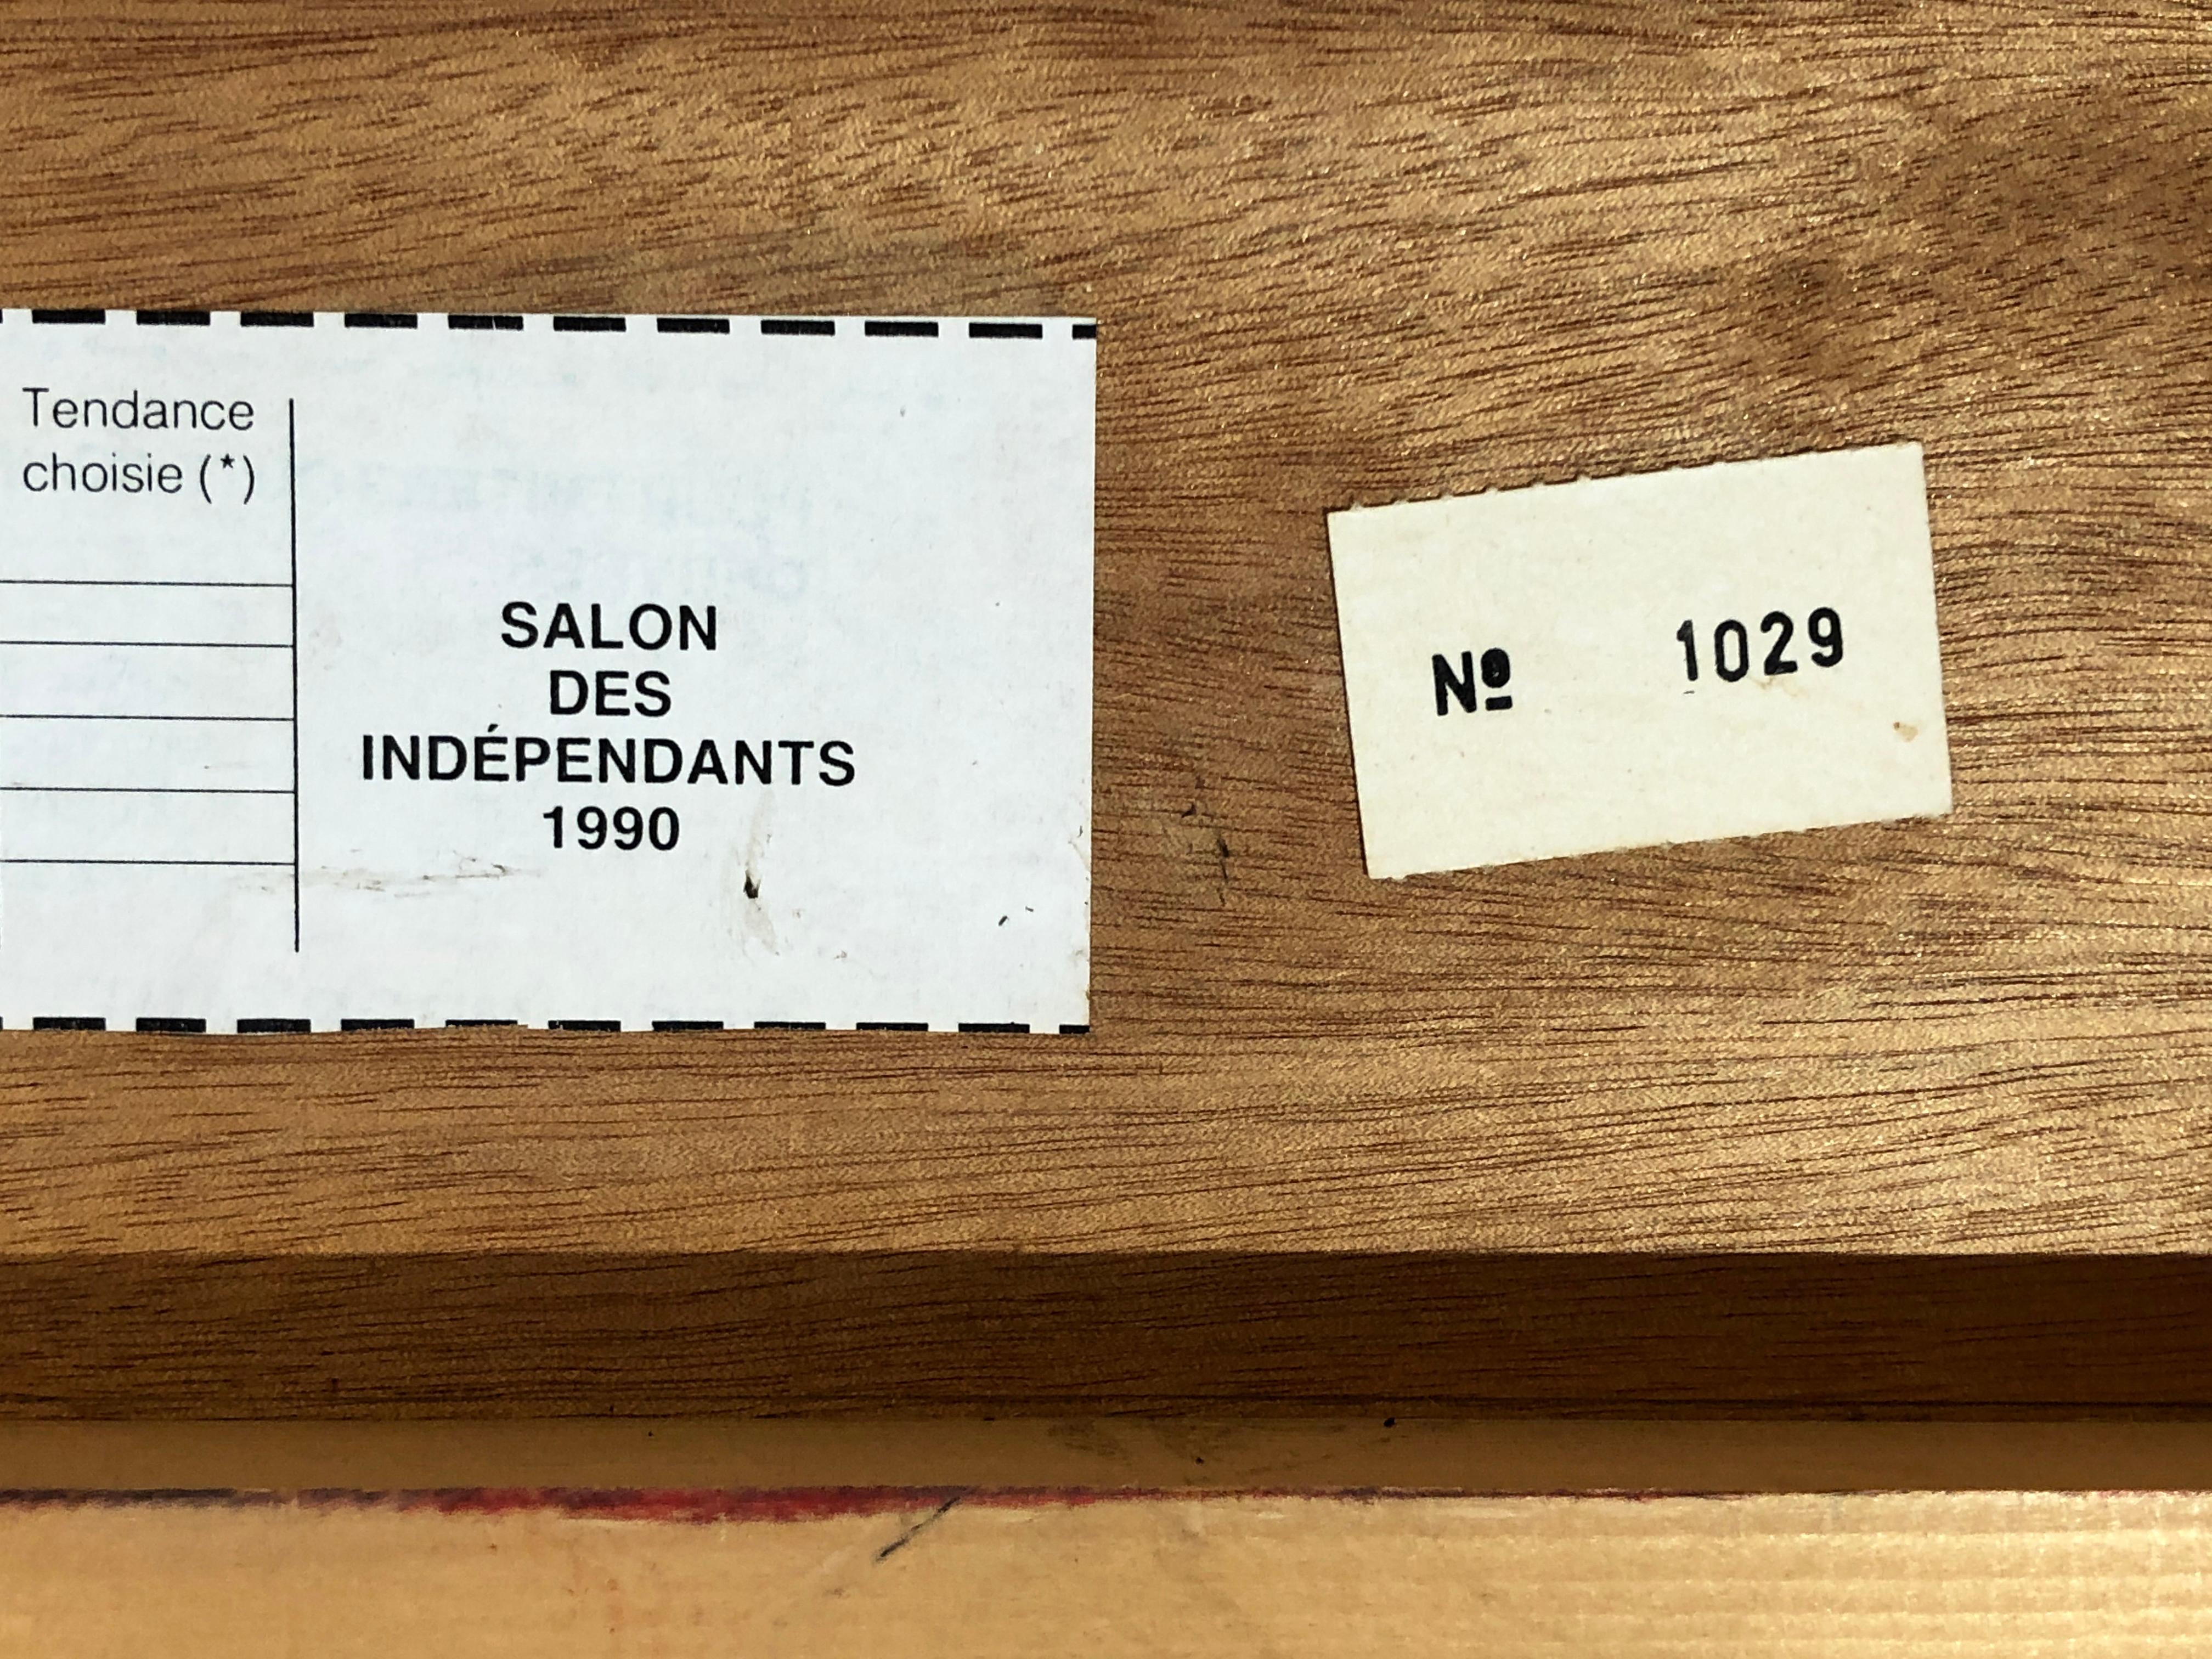 Tendance
choisie (*)
SALON
DES
INDÉPENDANTS
1990
Nº 1029